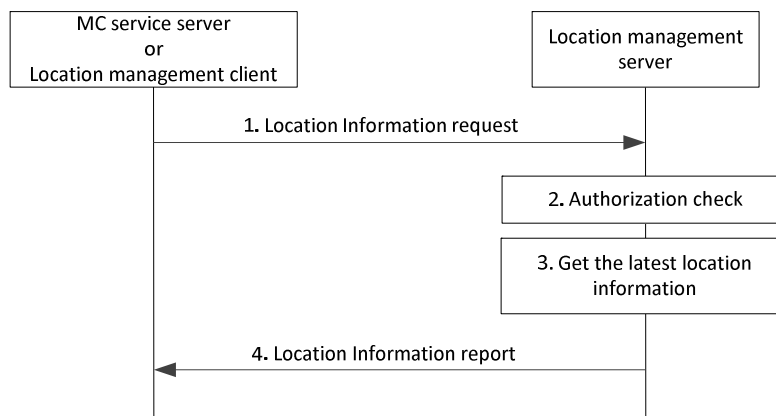 MC service server
or
Location management client
Location management
server
1. Location Information request
2. Authorization check
3. Get the latest location
information
4. Location Information report